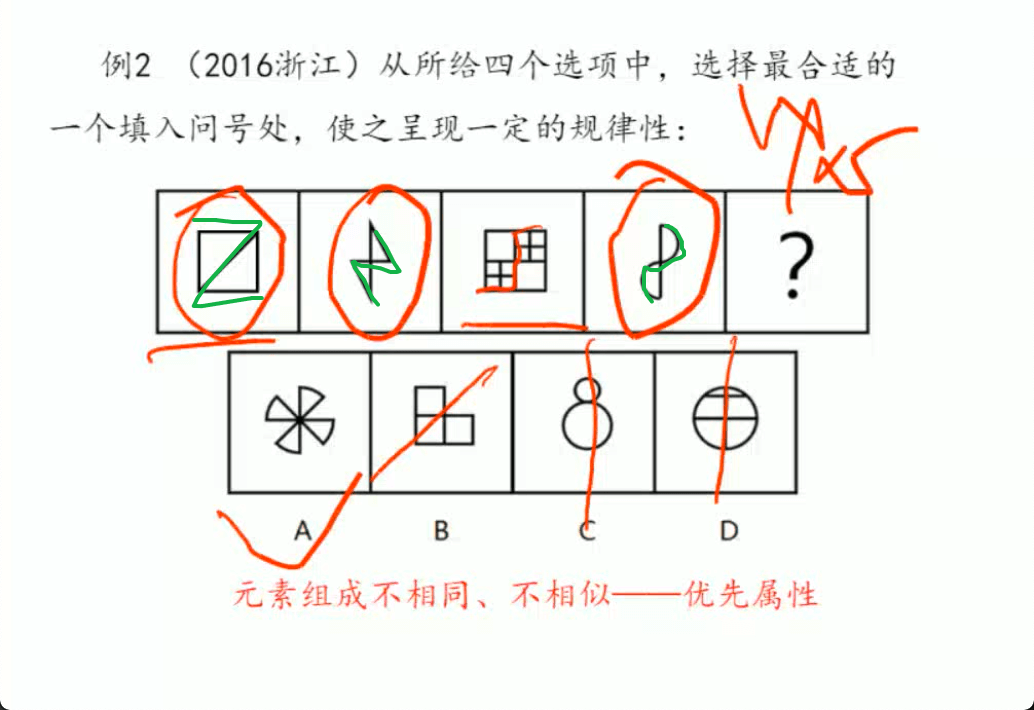 例2 （2016浙江）从所给四个选项中，选择最合适的
一个填入问号处，使之呈现一定的规律性：
?
A B C D
元素组成不相同、不相似——优先属性